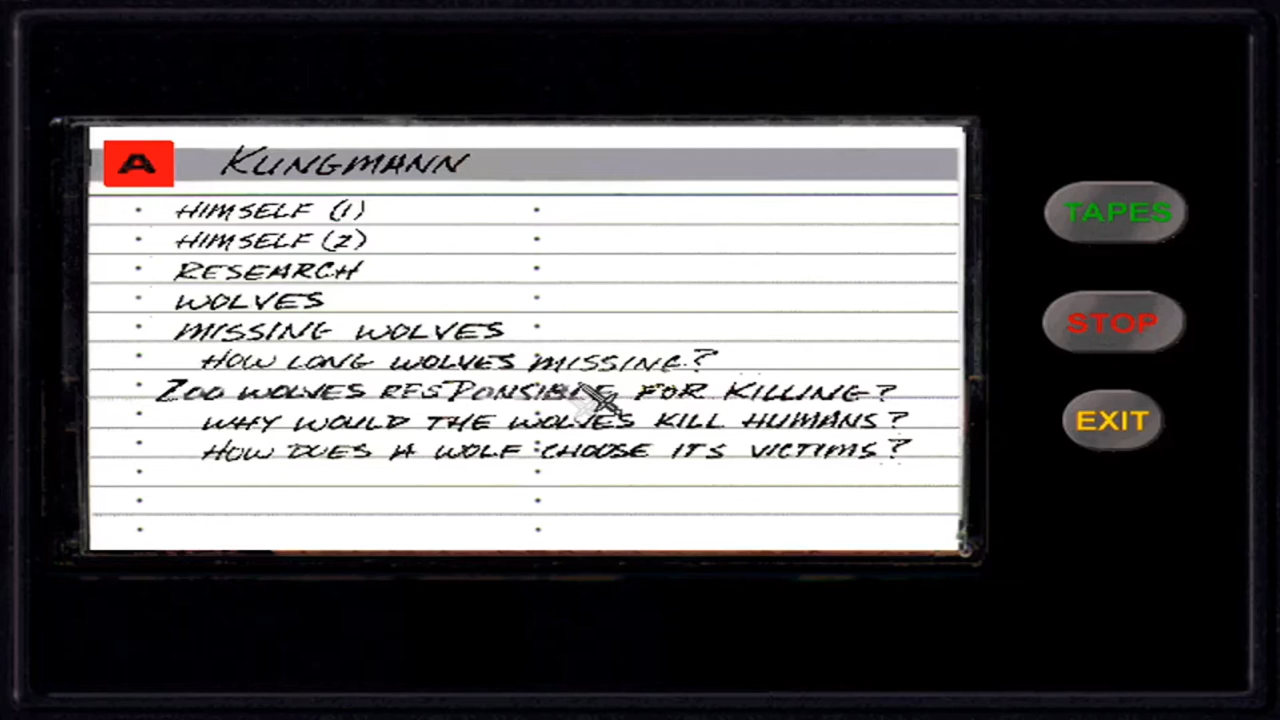 A KLINGMANN
HIMSELF (1)
HIMSELF (2)
RESEARCH
WOLVES
MISSING WOLVES
HOW LONG WOLVES MISSING?
ZOO WOLVES RESPONSIBLE FOR KILLING?
WHY WOULD THE WOLVES KILL HUMANS?
HOW DOES A WOLF CHOOSE ITS VICTIMS?
TAPES
STOP
EXIT